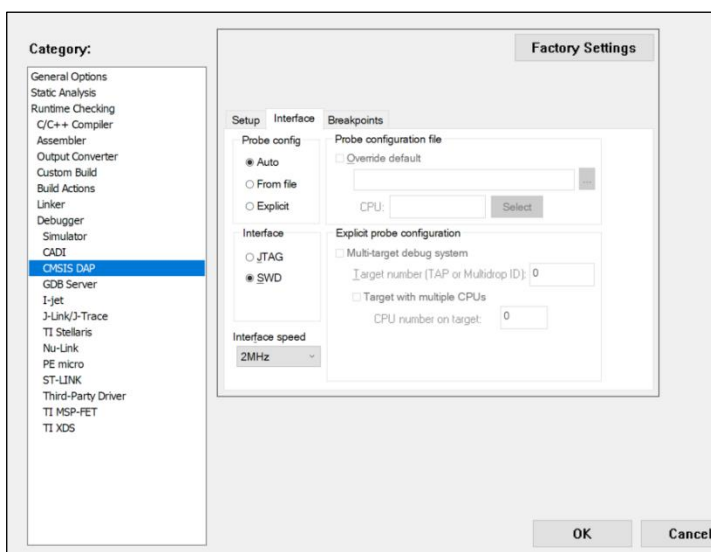 Category:
General Options
Static Analysis
Runtime Checking
C/C++ Compiler
Assembler
Output Converter
Custom Build
Build Actions
Linker
Debugger
Simulator
CADI
CMSIS DAP
GDB Server
I-jet
J-Link/J-Trace
TI Stellaris
Nu-Link
PE micro
ST-LINK
Third-Party Driver
TI MSP-FET
TI XDS
Factory Settings
Setup Interface Breakpoints
Probe config
Auto
From file
Explicit
Probe configuration file
Override default
...
CPU: Select
Interface
JTAG
SWD
Explicit probe configuration
Multi-target debug system
Target number (TAP or Multidrop ID): 0
Target with multiple CPUs
CPU number on target: 0
Interface speed
2MHz
OK Cancel